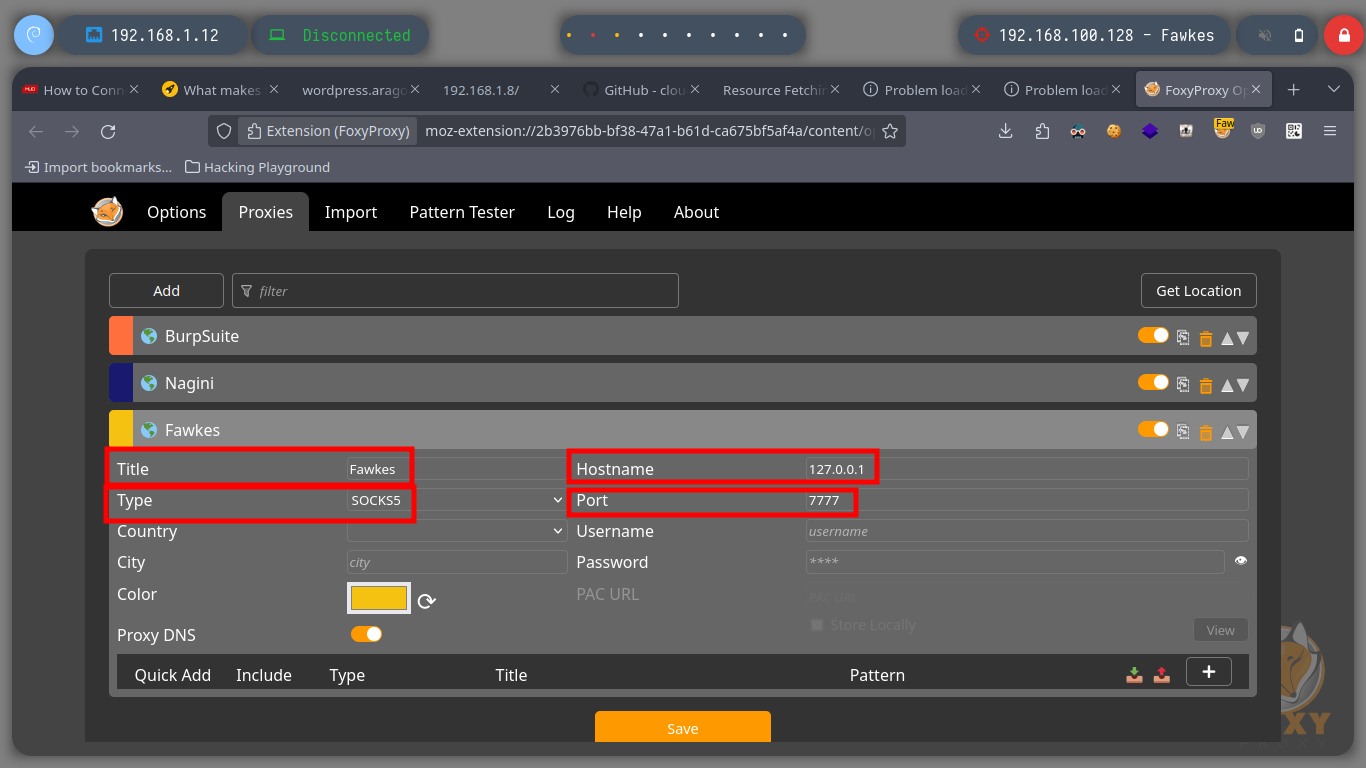 192.168.1.12 Disconnected 192.168.100.128 - Fawkes
How to Conn What makes wordpress.arago 192.168.1.8/ GitHub - clou Resource Fetchin Problem load Problem load FoxyProxy Op
Extension (FoxyProxy) moz-extension://2b3976bb-bf38-47a1-b61d-ca675bf5af4a/content/o Faw
Import bookmarks... Hacking Playground
Options Proxies Import Pattern Tester Log Help About
Add filter Get Location
BurpSuite
Nagini
Fawkes
Title Fawkes Hostname 127.0.0.1
Type SOCKS5 Port 7777
Country Username username
City city Password ****
Color PAC URL PAC URL
Store Locally
Proxy DNS View
Quick Add Include Type Title Pattern
Save